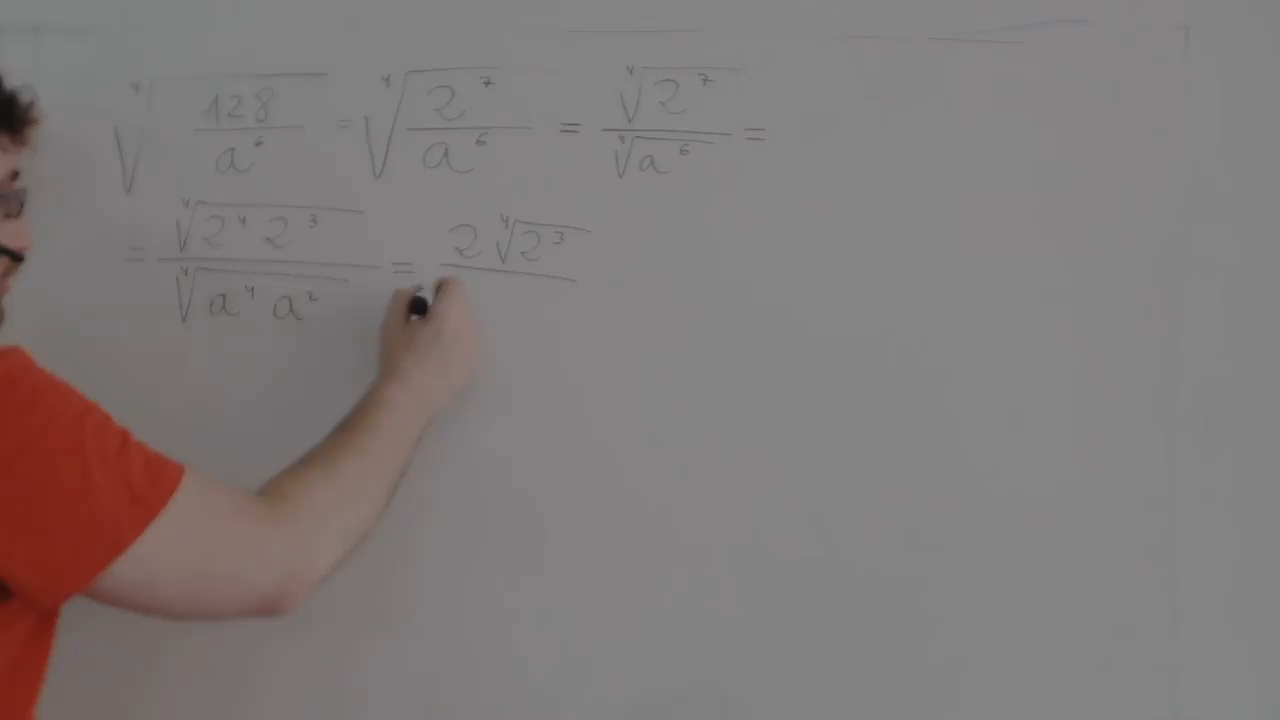 ⁴√(128/a⁶) = ⁴√(2⁷/a⁶) = ⁴√(2⁷)/⁴√(a⁶) =
= ⁴√(2⁴ 2³)/⁴√(a⁴ a²) = 2 ⁴√(2³)/